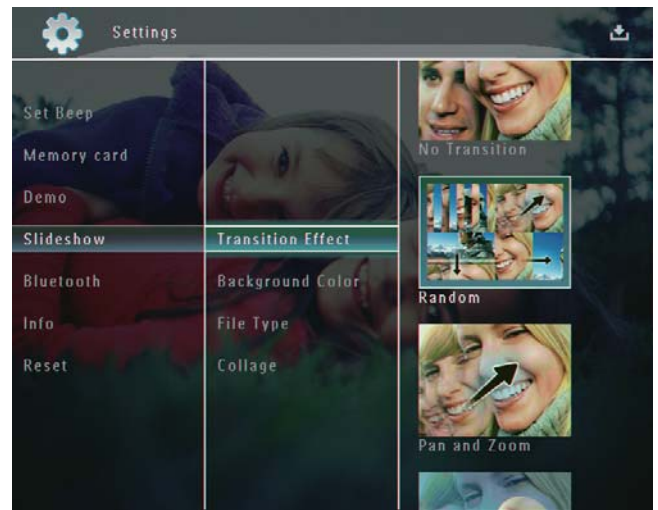 Settings
Set Beep
Memory card
Demo
Slideshow
Bluetooth
Info
Reset
Transition Effect
Background Color
File Type
Collage
No Transition
Random
Pan and Zoom